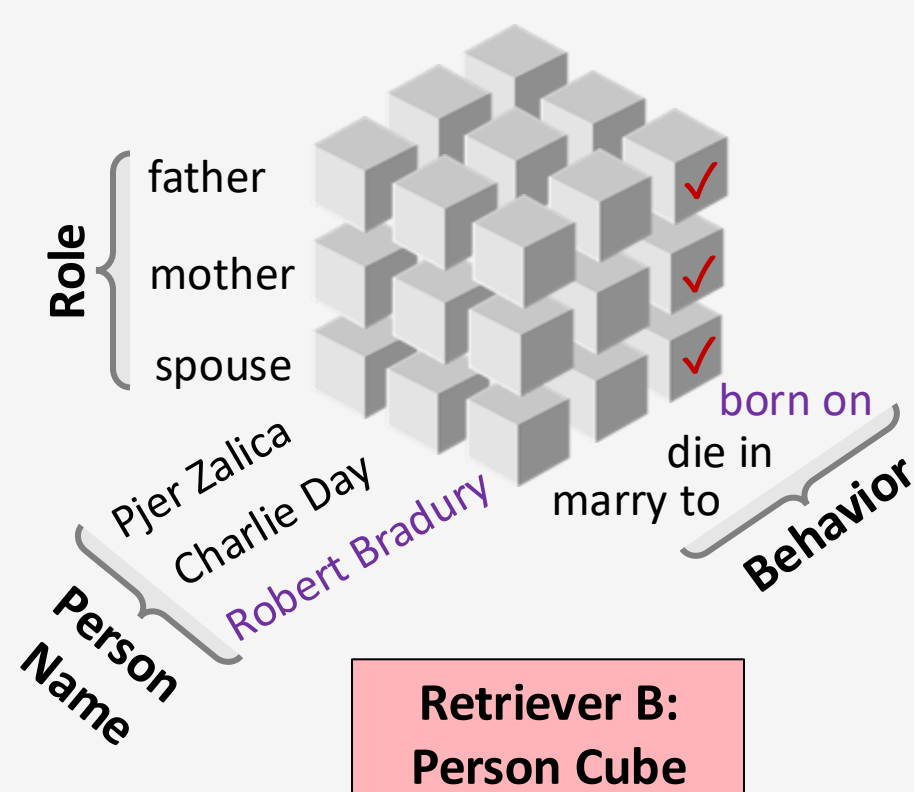 Role
father
mother
spouse
Pjer Zalica
Charlie Day
Robert Bradury
Person
Name
born on
die in
marry to
Behavior
Retriever B:
Person Cube